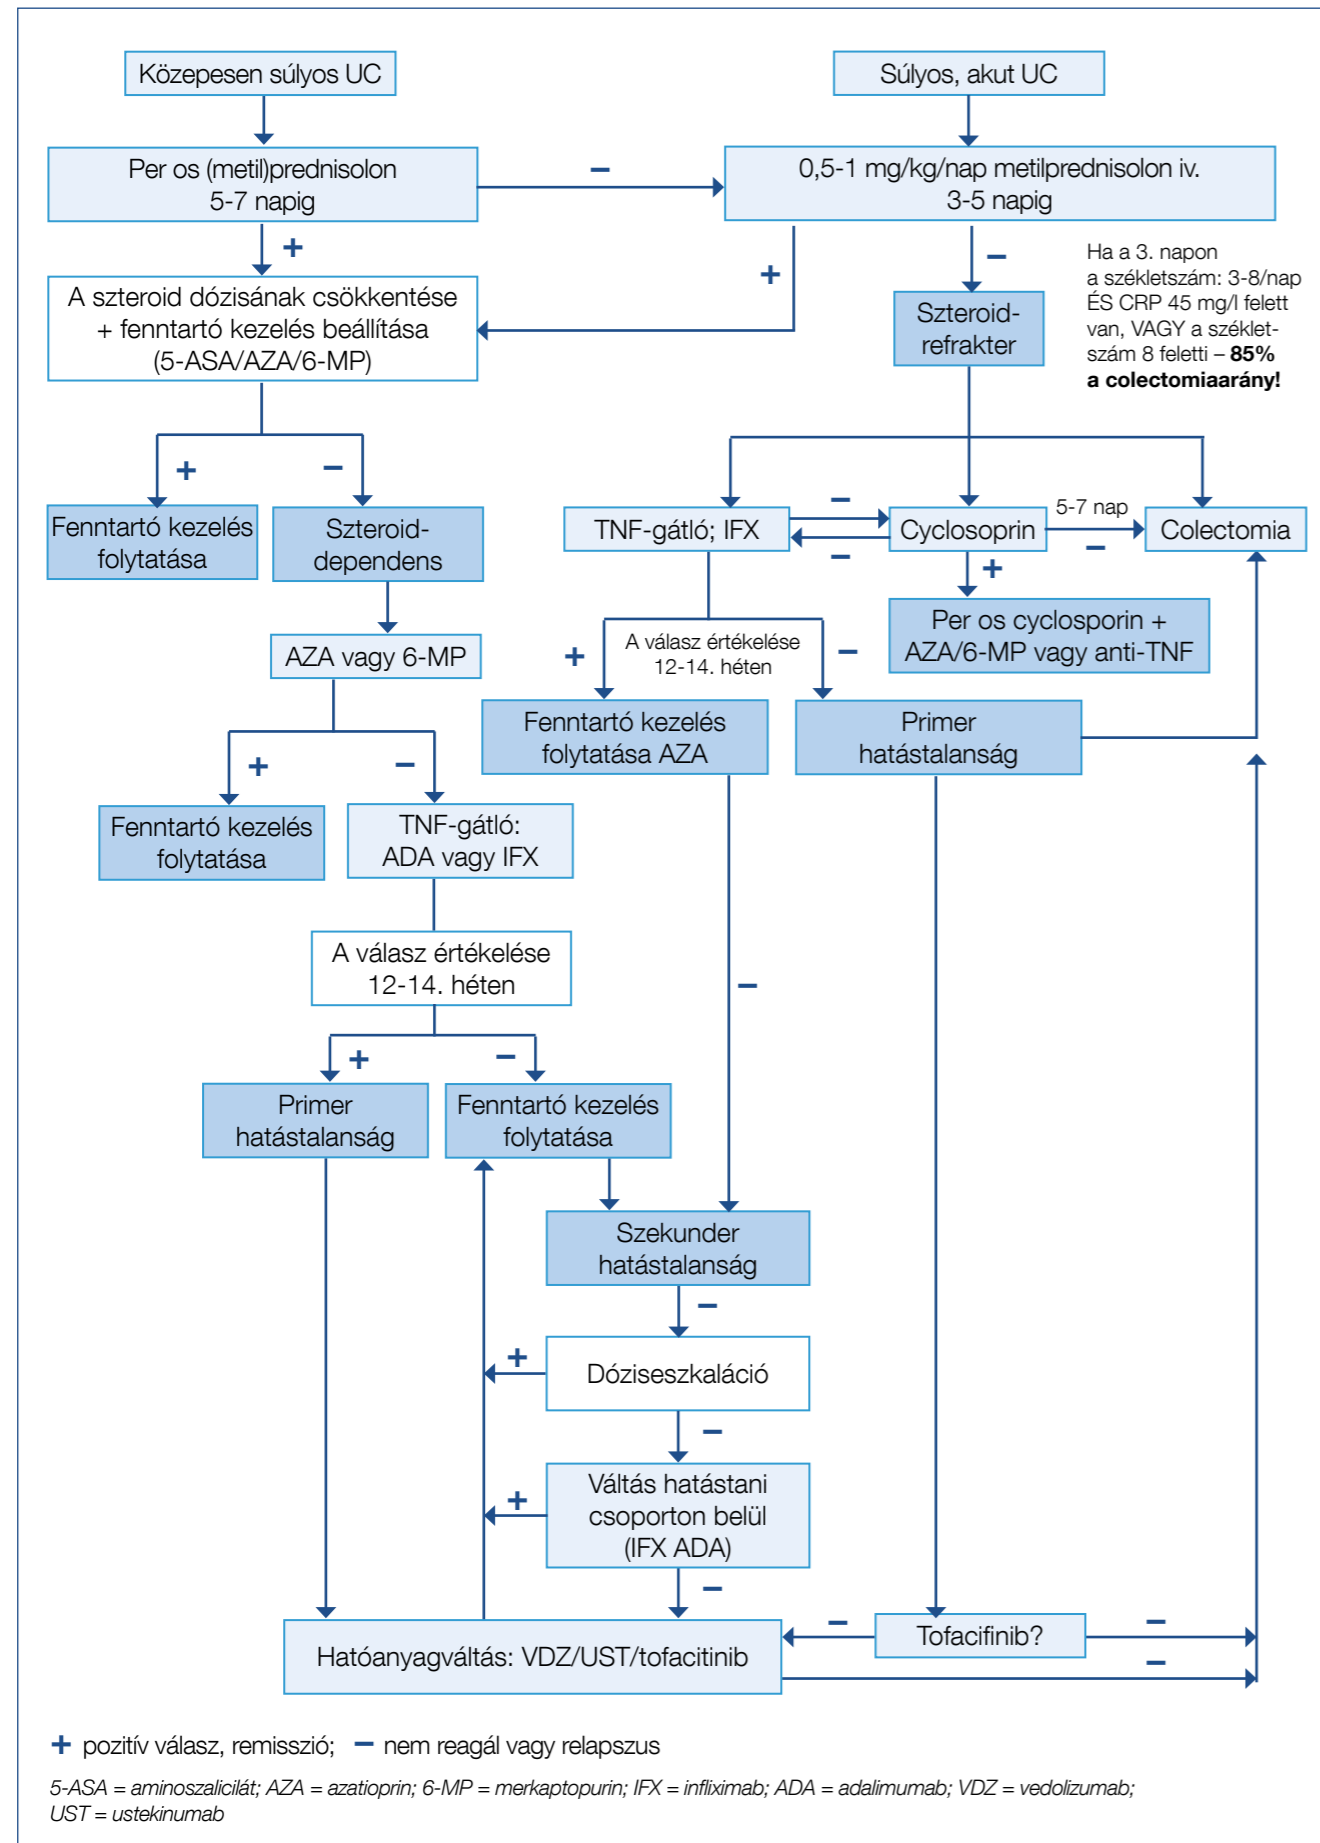 Közepesen súlyos UC
Súlyos, akut UC
Per os (metil)prednisolon
5-7 napig
–
0,5-1 mg/kg/nap metilprednisolon iv.
3-5 napig
+
+
–
Ha a 3. napon
a székletszám: 3-8/nap
ÉS CRP 45 mg/l felett
van, VAGY a széklet-
szám 8 feletti – 85%
a colectomiaarány!
A szteroid dózisának csökkentése
+ fenntartó kezelés beállítása
(5-ASA/AZA/6-MP)
Szteroid-
refrakter
+
–
Fenntartó kezelés
folytatása
Szteroid-
dependens
TNF-gátló; IFX
–
–
Cyclosoprin
5-7 nap
–
Colectomia
+
Per os cyclosporin +
AZA/6-MP vagy anti-TNF
AZA vagy 6-MP
+
A válasz értékelése
12-14. héten
–
Fenntartó kezelés
folytatása AZA
Primer
hatástalanság
+
–
Fenntartó kezelés
folytatása
TNF-gátló:
ADA vagy IFX
A válasz értékelése
12-14. héten
–
+
–
Primer
hatástalanság
Fenntartó kezelés
folytatása
Szekunder
hatástalanság
–
+
Dóziseszkaláció
–
+
Váltás hatástani
csoporton belül
(IFX ADA)
–
Hatóanyagváltás: VDZ/UST/tofacitinib
–
Tofacifinib?
–
–
+ pozitív válasz, remisszió; – nem reagál vagy relapszus
5-ASA = aminoszalicilát; AZA = azatioprin; 6-MP = merkaptopurin; IFX = infliximab; ADA = adalimumab; VDZ = vedolizumab;
UST = ustekinumab